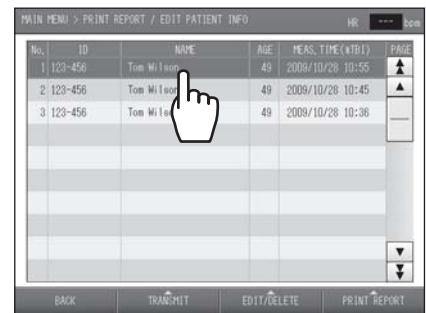 MAIN MENU > PRINT REPORT / EDIT PATIENT INFO HR --- bpm
No. ID NAME AGE MEAS. TIME(*TB1) PAGE
1 123-456 Tom Wilson 49 2009/10/28 10:55
2 123-456 Tom Wilson 49 2009/10/28 10:45
3 123-456 Tom Wil 49 2009/10/28 10:36
BACK TRANSMIT EDIT/DELETE PRINT REPORT